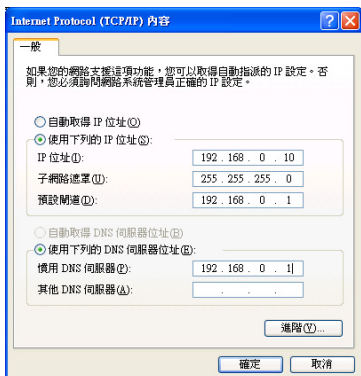 Internet Protocol (TCP/IP) 內容
一般
如果您的網路支援這項功能，您可以取得自動指派的 IP 設定。否
則，您必須詢問網路系統管理員正確的 IP 設定。
自動取得 IP 位址(O)
使用下列的 IP 位址(S):
IP 位址(I): 192 . 168 . 0 . 10
子網路遮罩(U): 255 . 255 . 255 . 0
預設閘道(D): 192 . 168 . 0 . 1
自動取得 DNS 伺服器位址(B)
使用下列的 DNS 伺服器位址(E):
慣用 DNS 伺服器(P): 192 . 168 . 0 . 1
其他 DNS 伺服器(A): . . .
進階(V)...
確定 取消